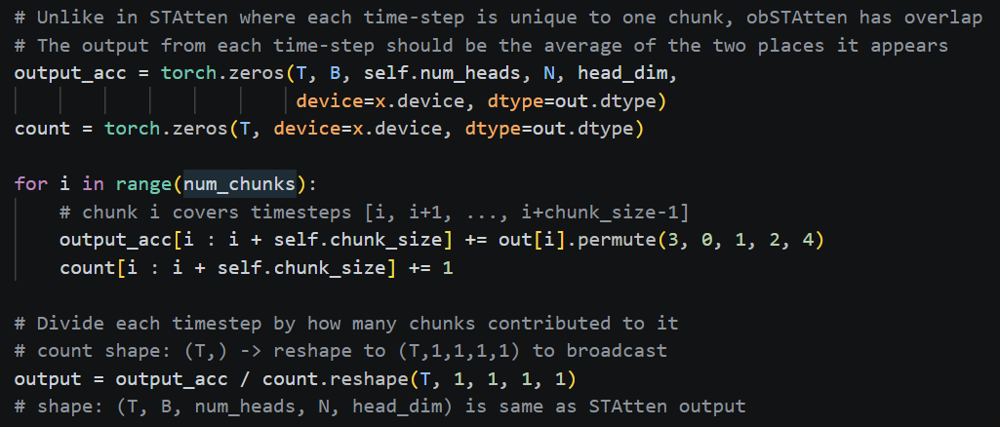 # Unlike in STAtten where each time-step is unique to one chunk, obSTAtten has overlap
# The output from each time-step should be the average of the two places it appears
output_acc = torch.zeros(T, B, self.num_heads, N, head_dim,
                         device=x.device, dtype=out.dtype)
count = torch.zeros(T, device=x.device, dtype=out.dtype)

for i in range(num_chunks):
    # chunk i covers timesteps [i, i+1, ..., i+chunk_size-1]
    output_acc[i : i + self.chunk_size] += out[i].permute(3, 0, 1, 2, 4)
    count[i : i + self.chunk_size] += 1

# Divide each timestep by how many chunks contributed to it
# count shape: (T,) -> reshape to (T,1,1,1,1) to broadcast
output = output_acc / count.reshape(T, 1, 1, 1, 1)
# shape: (T, B, num_heads, N, head_dim) is same as STAtten output